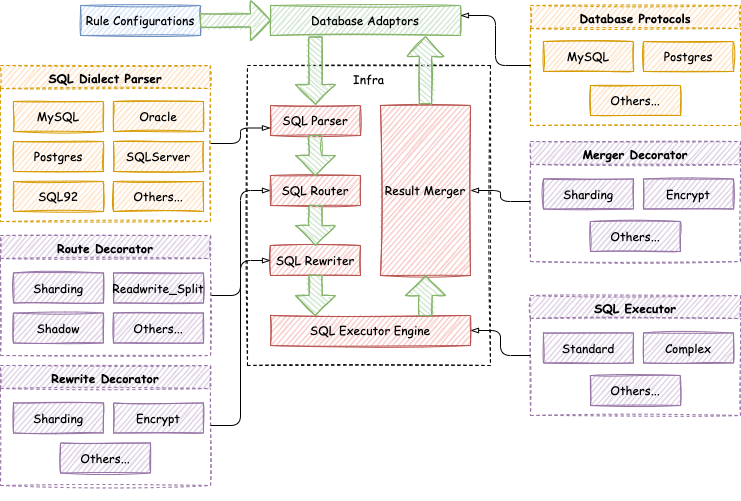 Rule Configurations
Database Adaptors
Database Protocols
MySQL
Postgres
Others...
SQL Dialect Parser
MySQL
Oracle
Postgres
SQLServer
SQL92
Others...
Infra
SQL Parser
SQL Router
SQL Rewriter
Result Merger
SQL Executor Engine
Merger Decorator
Sharding
Encrypt
Others...
Route Decorator
Sharding
Readwrite_Split
Shadow
Others...
SQL Executor
Standard
Complex
Others...
Rewrite Decorator
Sharding
Encrypt
Others...